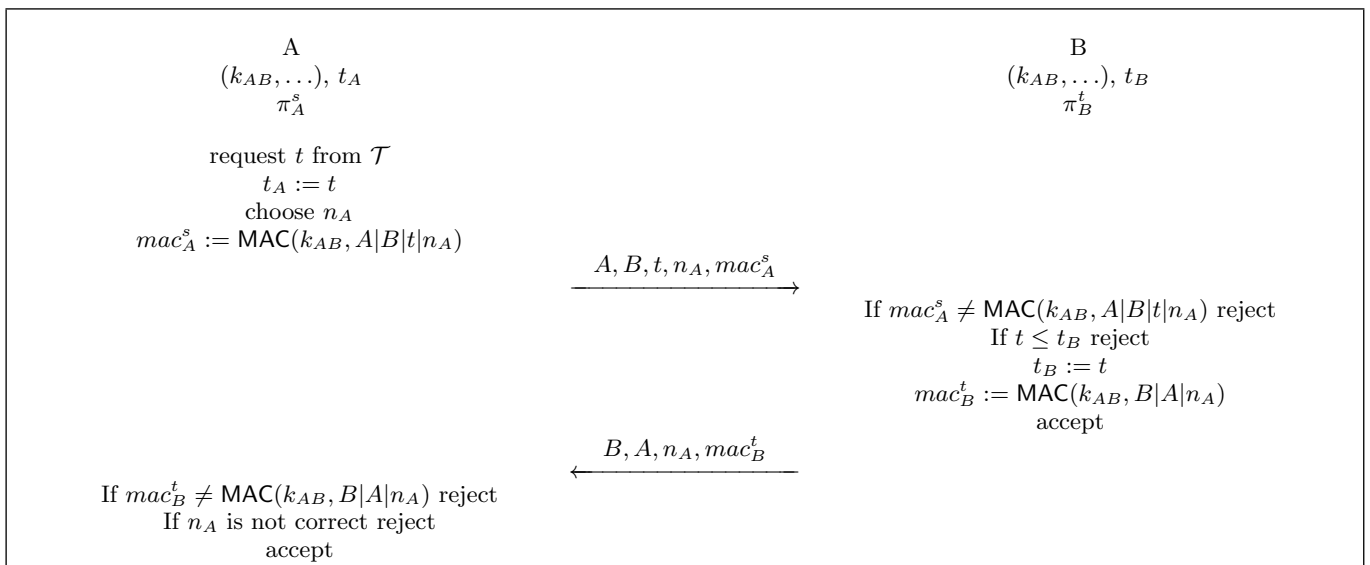 A
(k_{AB}, …), t_A
π_A^s
B
(k_{AB}, …), t_B
π_B^t
request t from 𝒯
t_A := t
choose n_A
mac_A^s := MAC(k_{AB}, A|B|t|n_A)
A, B, t, n_A, mac_A^s
If mac_A^s ≠ MAC(k_{AB}, A|B|t|n_A) reject
If t ≤ t_B reject
t_B := t
mac_B^t := MAC(k_{AB}, B|A|n_A)
accept
B, A, n_A, mac_B^t
If mac_B^t ≠ MAC(k_{AB}, B|A|n_A) reject
If n_A is not correct reject
accept